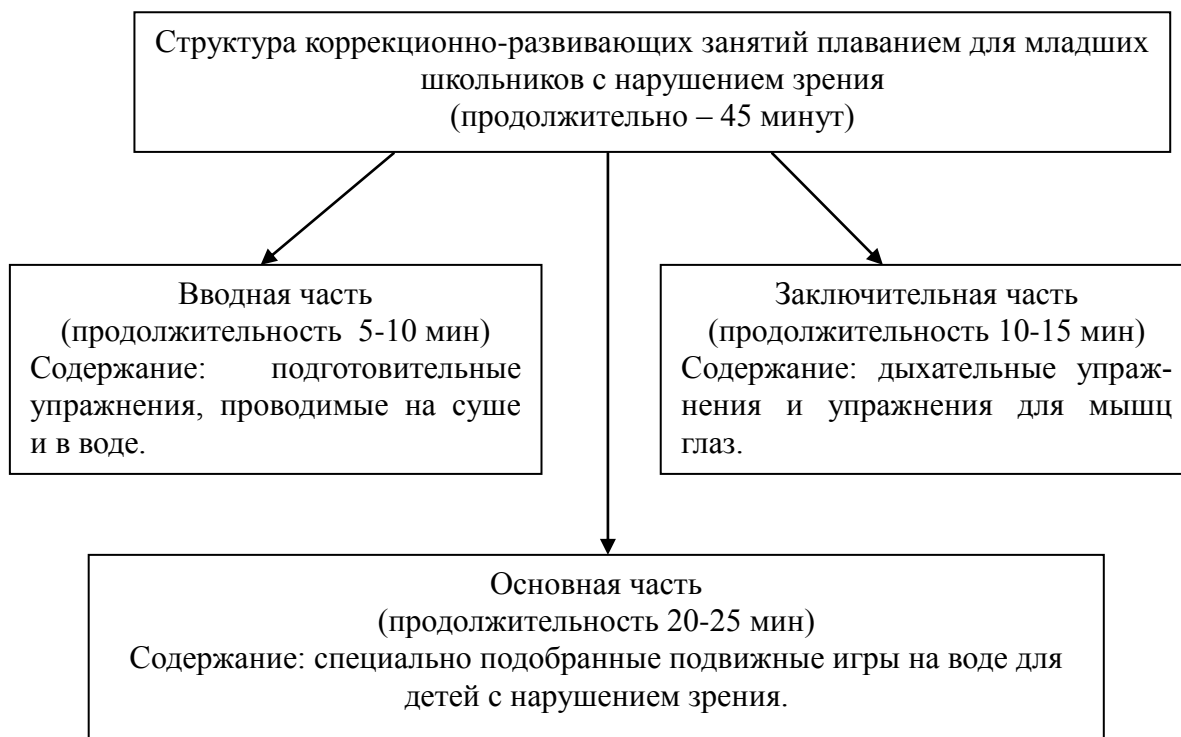 Структура коррекционно-развивающих занятий плаванием для младших
школьников с нарушением зрения
(продолжительно – 45 минут)
Вводная часть
(продолжительность 5-10 мин)
Содержание: подготовительные
упражнения, проводимые на суше
и в воде.
Заключительная часть
(продолжительность 10-15 мин)
Содержание: дыхательные упраж-
нения и упражнения для мышц
глаз.
Основная часть
(продолжительность 20-25 мин)
Содержание: специально подобранные подвижные игры на воде для
детей с нарушением зрения.